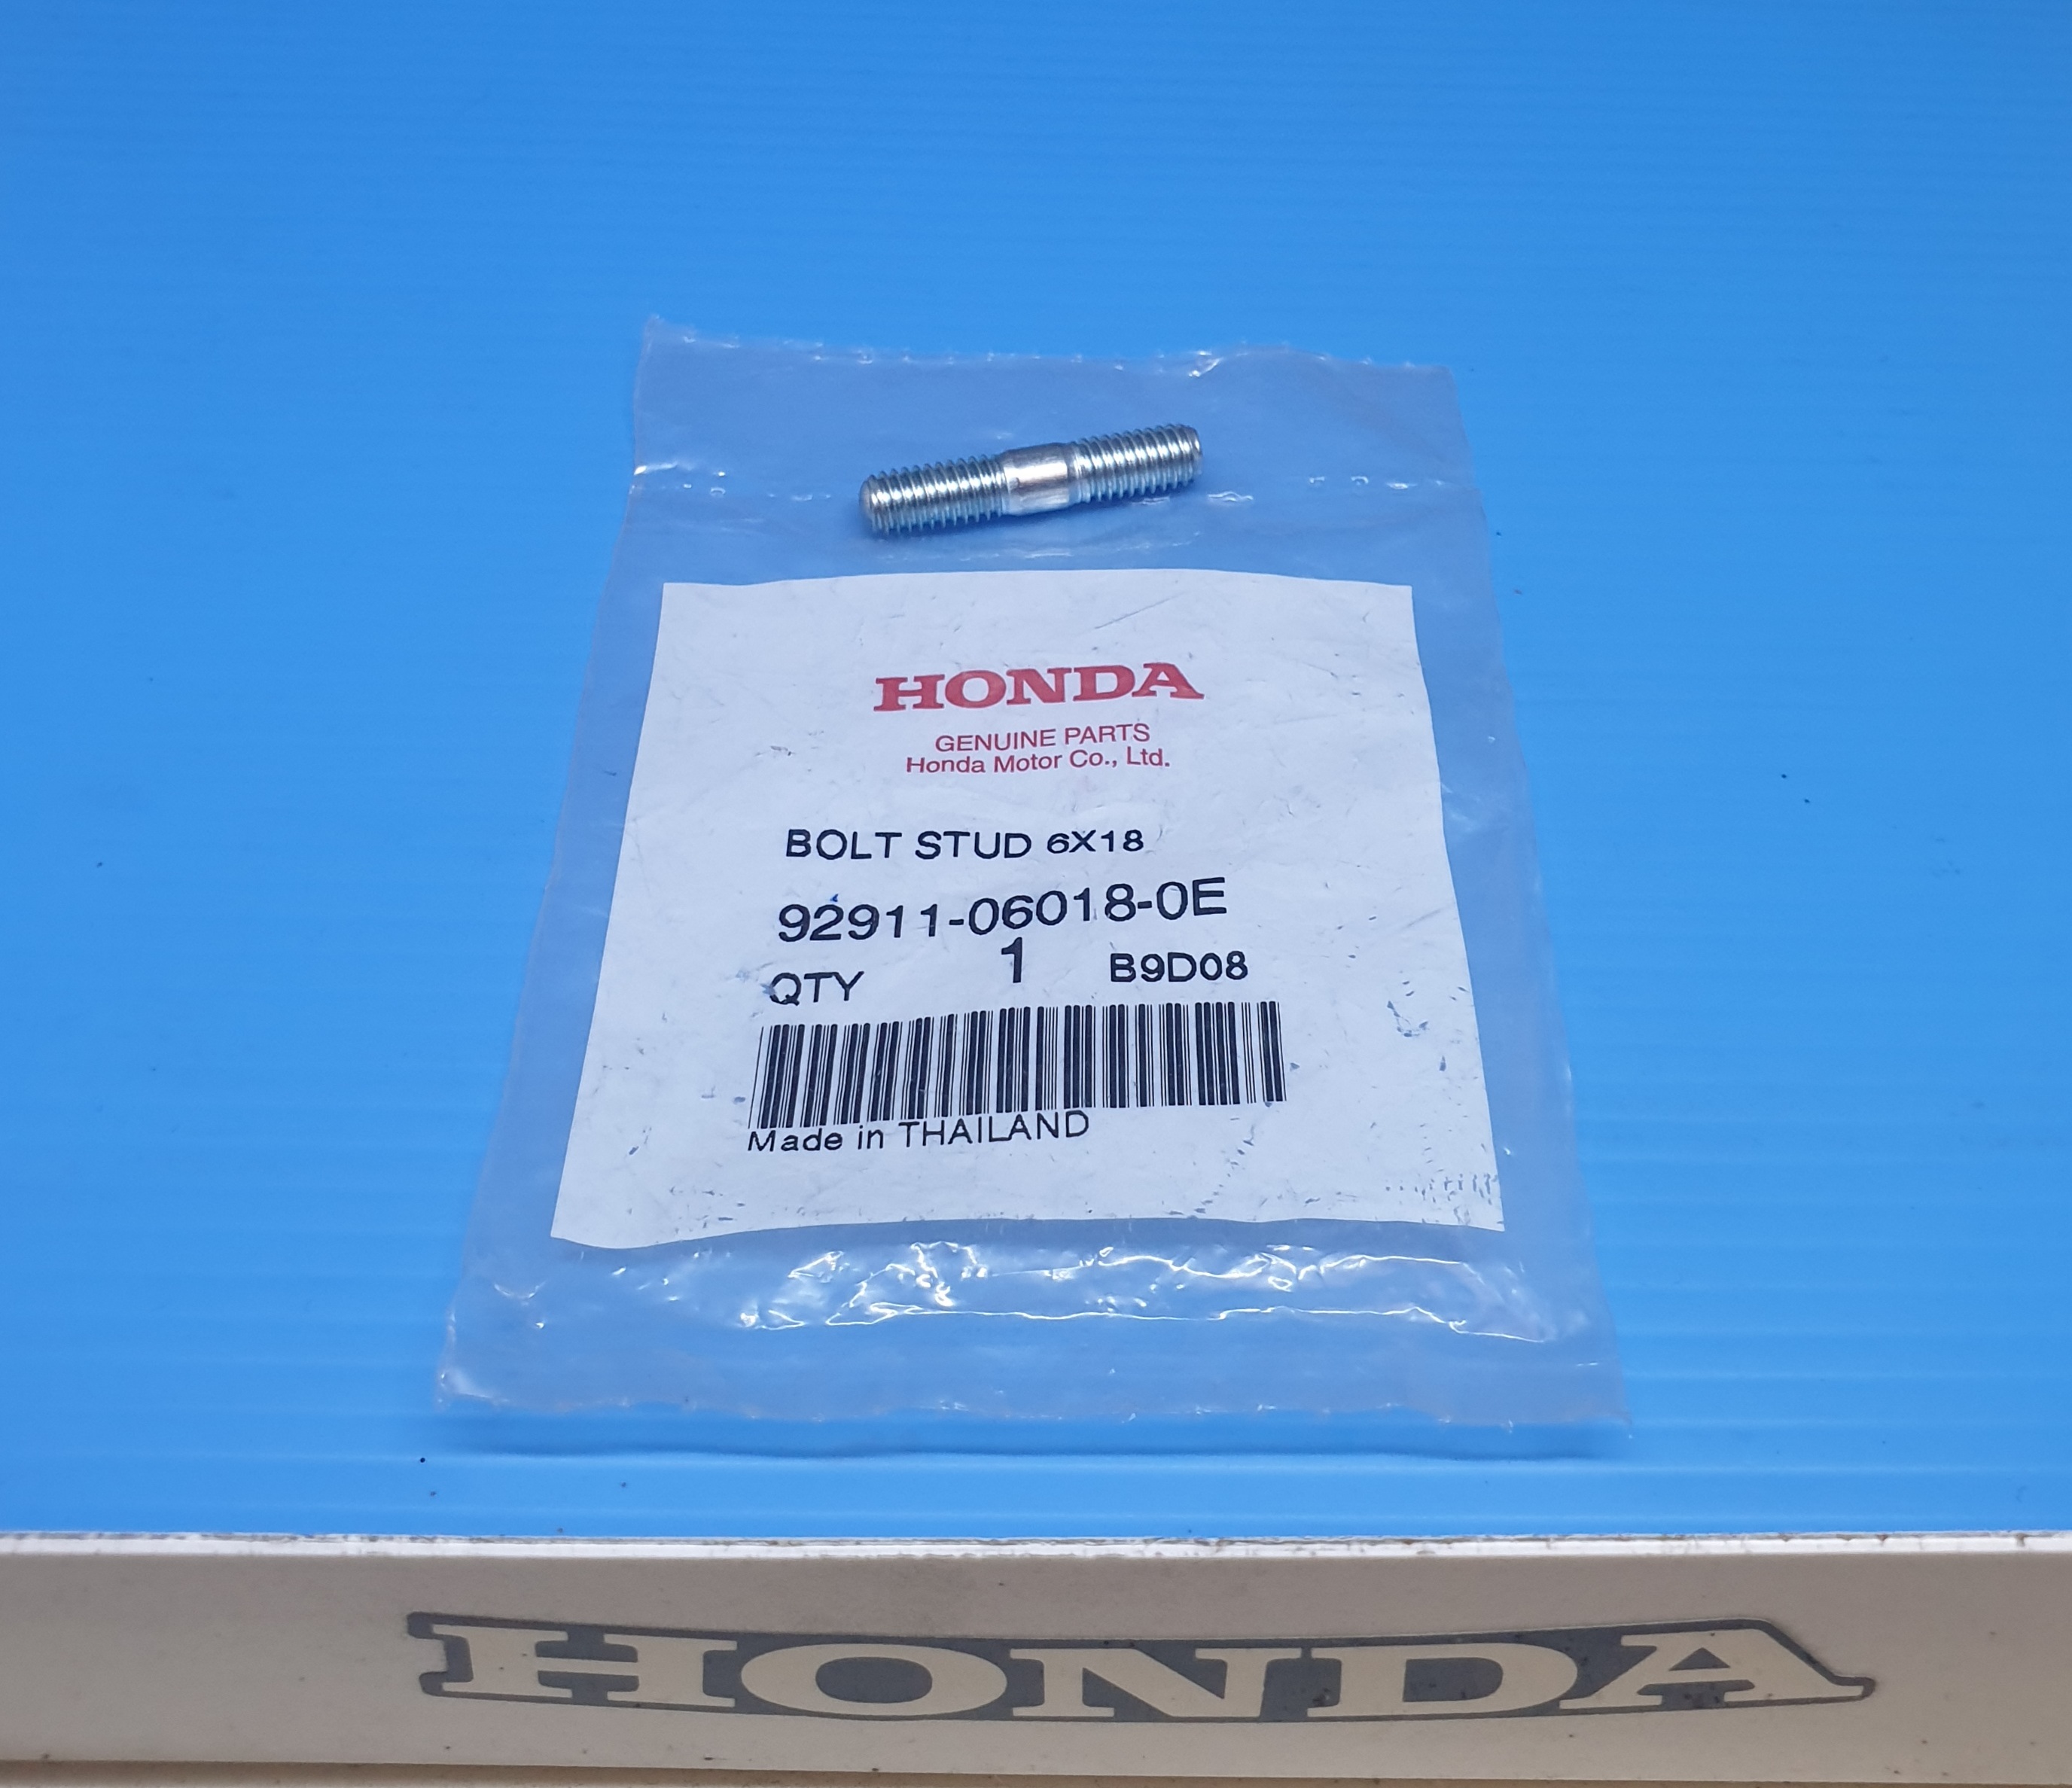 HONDA
GENUINE PARTS
Honda Motor Co., Ltd.
BOLT STUD 6X18
92911-06018-0E
QTY 1 B9D08
Made in THAILAND
HONDA